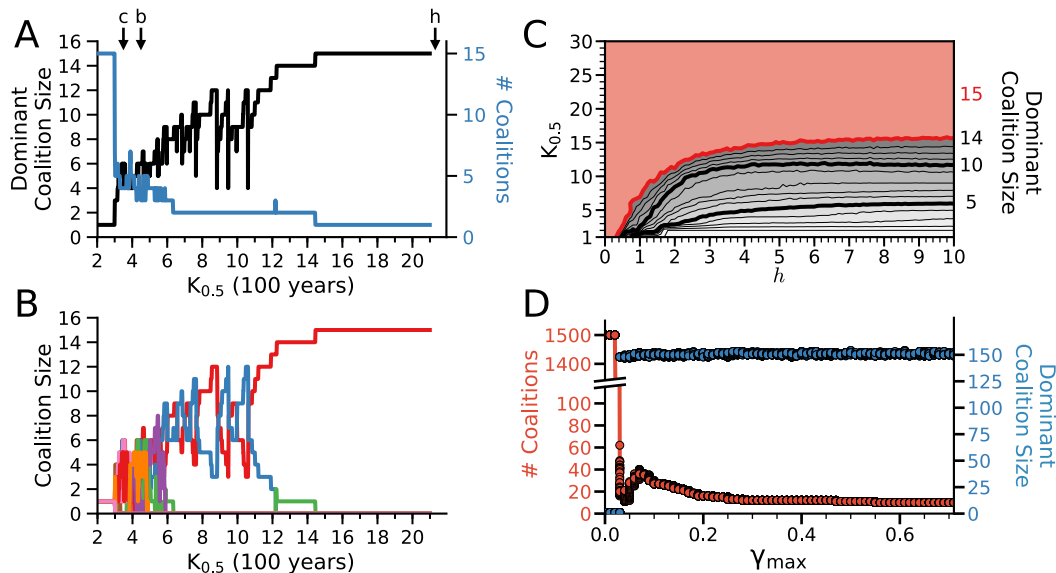 A
c b h
16 14 12 10 8 6 4 2 0
Dominant
Coalition Size
15 10 5 0
# Coalitions
2 4 6 8 10 12 14 16 18 20
K0.5 (100 years)
B
16 14 12 10 8 6 4 2 0
Coalition Size
2 4 6 8 10 12 14 16 18 20
K0.5 (100 years)
C
30 25 20 15 10 5 1
K0.5
15 14 10 5
Dominant
Coalition Size
0 1 2 3 4 5 6 7 8 9 10
h
D
1500 1400 100 80 60 40 20 0
# Coalitions
150 125 100 75 50 25 0
Dominant
Coalition Size
0.0 0.2 0.4 0.6
γmax